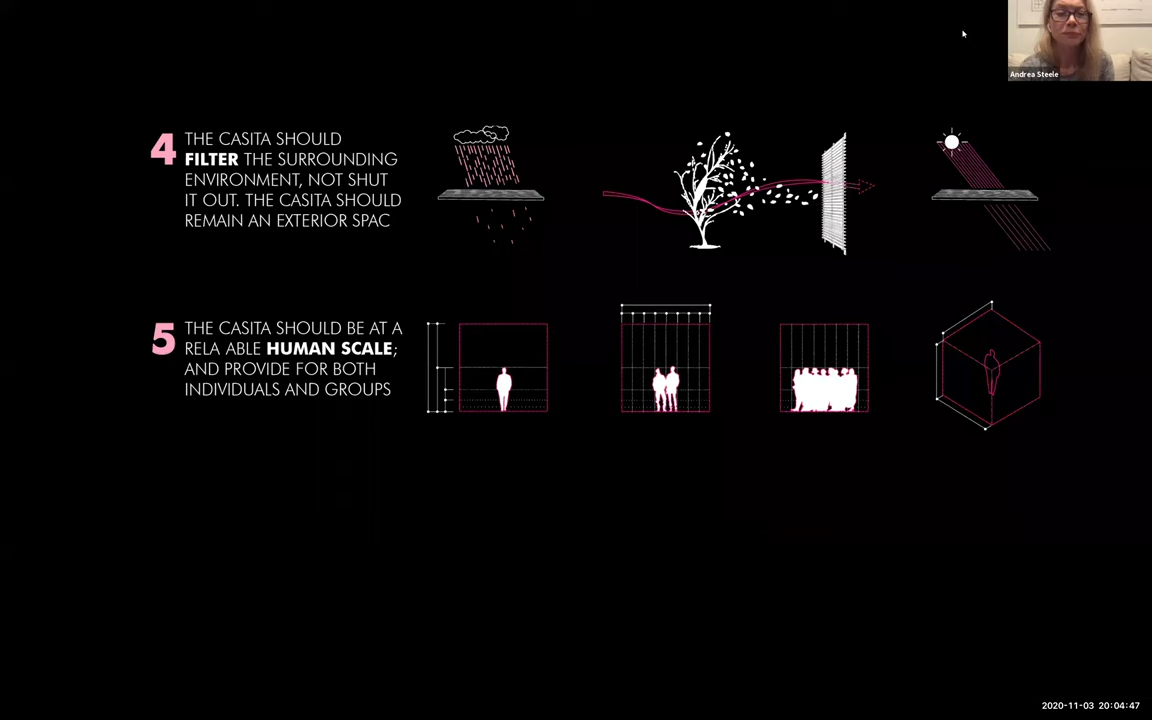 Andrea Steele
4
THE CASITA SHOULD
FILTER THE SURROUNDING
ENVIRONMENT, NOT SHUT
IT OUT. THE CASITA SHOULD
REMAIN AN EXTERIOR SPAC
5
THE CASITA SHOULD BE AT A
RELA ABLE HUMAN SCALE;
AND PROVIDE FOR BOTH
INDIVIDUALS AND GROUPS
2020-11-03 20:04:47